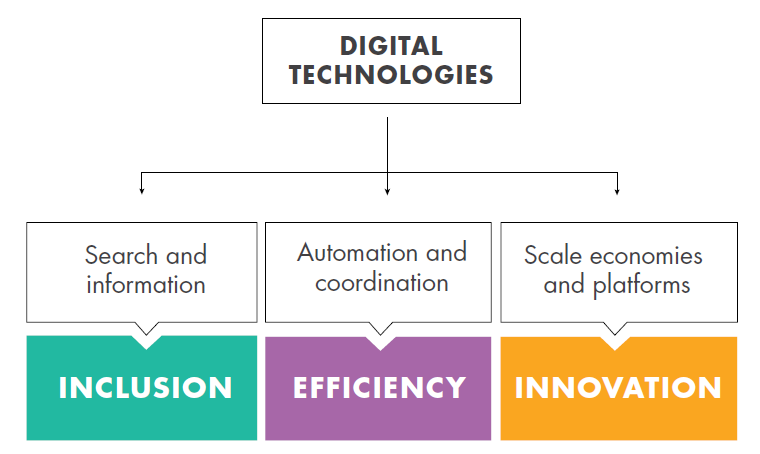 DIGITAL
TECHNOLOGIES
Search and
information
Automation and
coordination
Scale economies
and platforms
INCLUSION
EFFICIENCY
INNOVATION